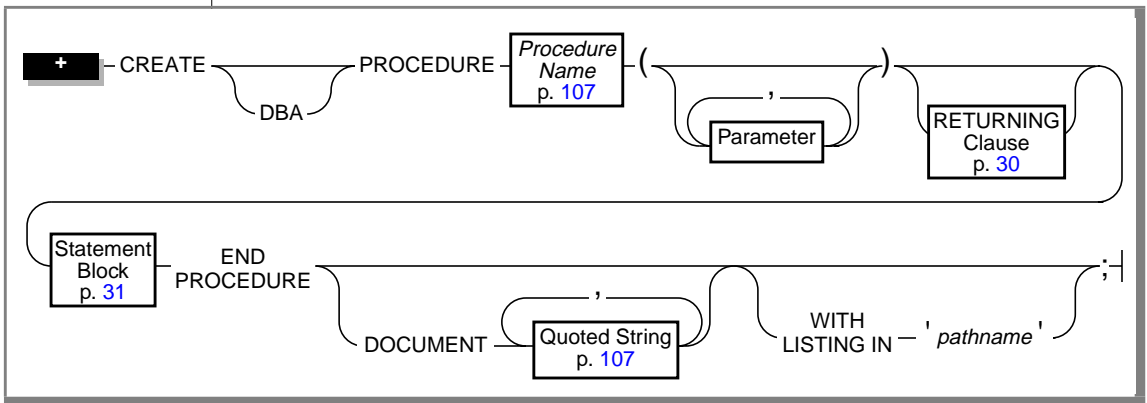 + CREATE PROCEDURE Procedure Name p. 107 ( , Parameter )
DBA
RETURNING Clause p. 30
Statement Block p. 31
END PROCEDURE
DOCUMENT
,
Quoted String p. 107
WITH LISTING IN ' pathname '
;